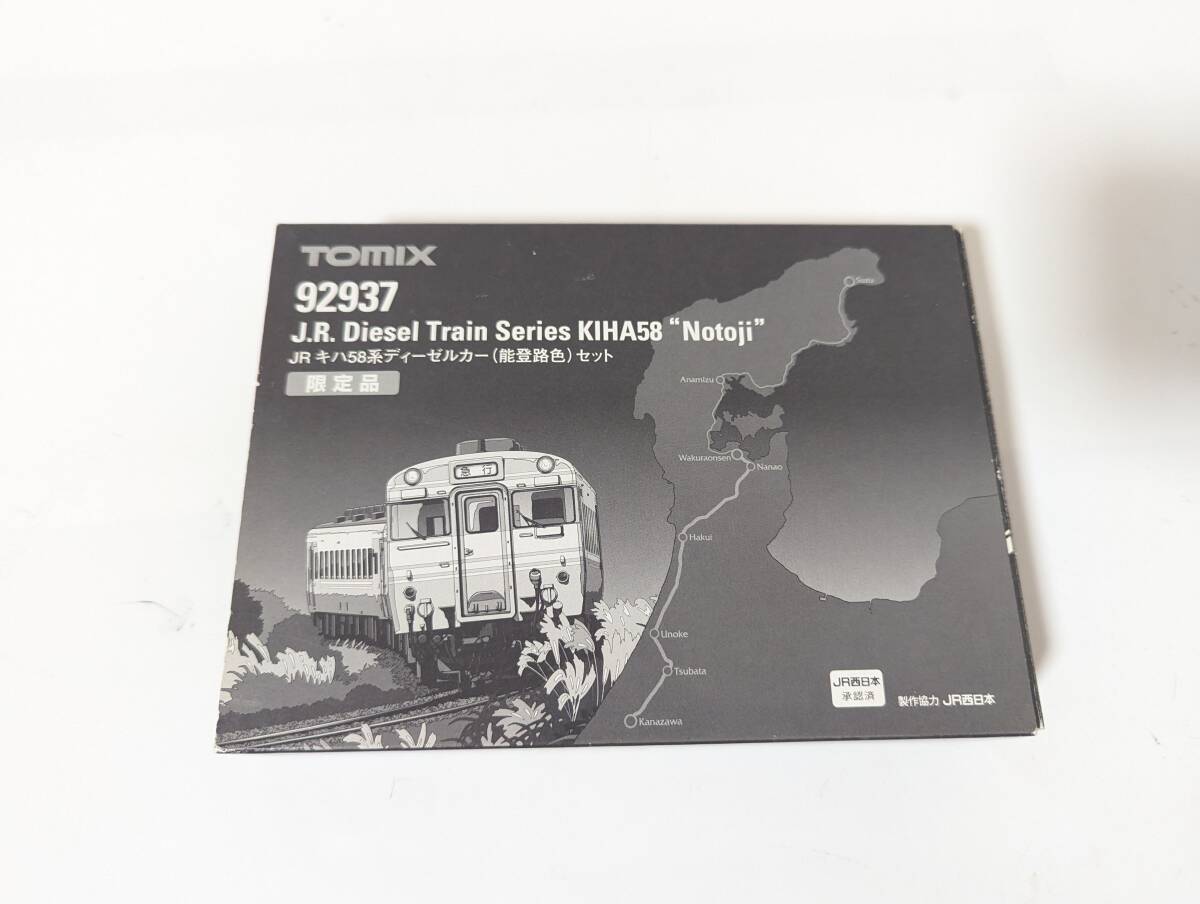 TOMIX
92937
J.R. Diesel Train Series KIHA58 “Notoji”
JR キハ58系ディーゼルカー(能登路色)セット
限定品
Suzu
Anamizu
Wakuraonsen
Nanao
急行
Hakui
Unoke
Tsubata
Kanazawa
JR西日本
承認済
製作協力 JR西日本